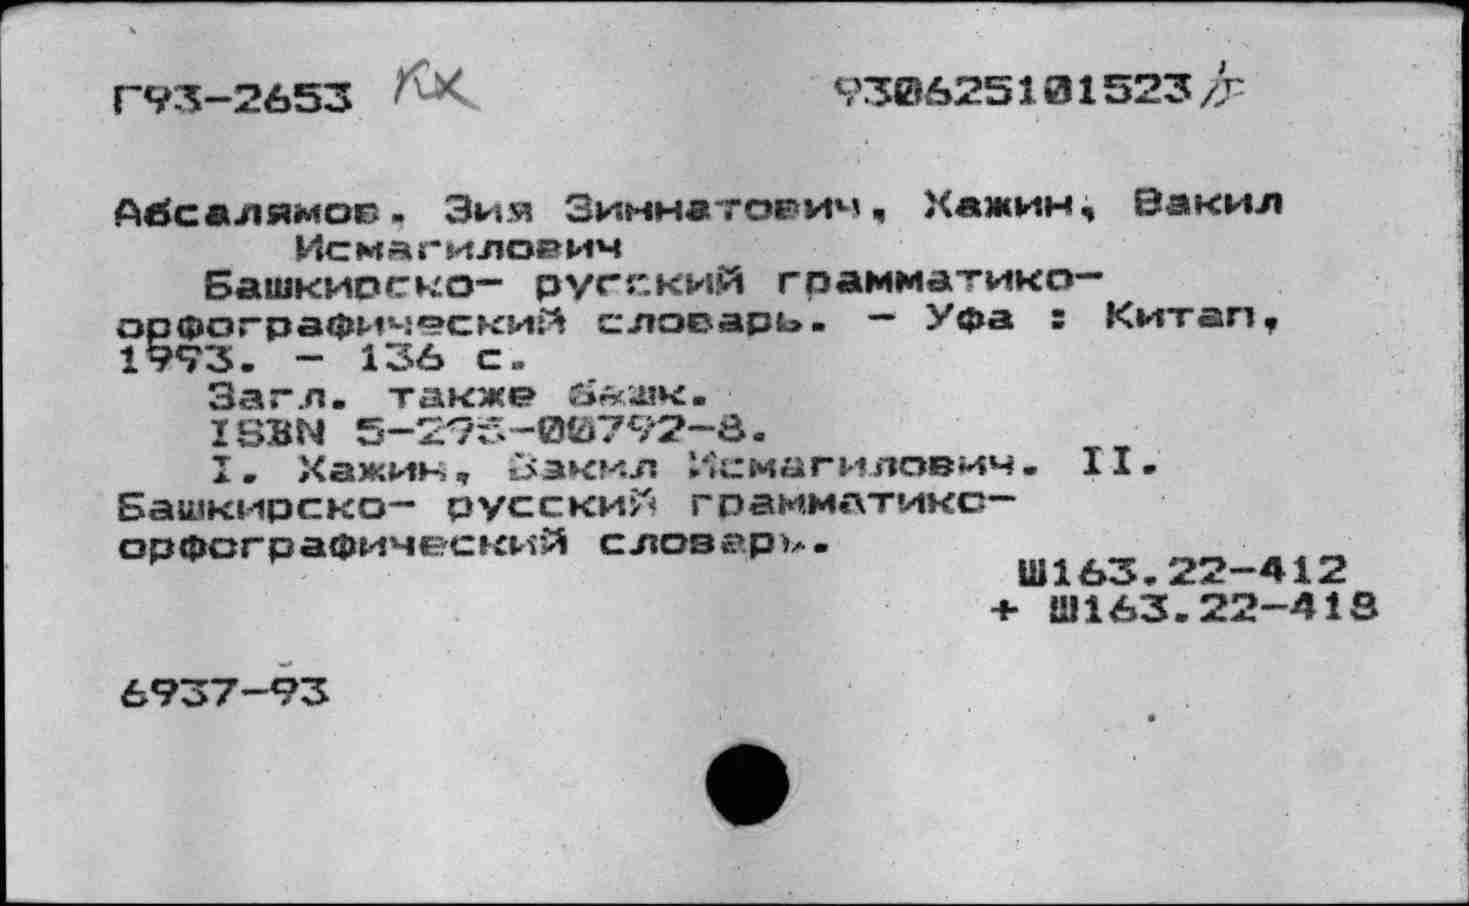 Г93-2653 КХ 930625101523
Абсалямов. Зия Зиннатович, Хажин, Вакил
Исмагилович
Башкирско- русский грамматико-
орфографический словарь. - Уфа : Китап,
1993. - 136 с.
Загл. также башк.
ISBN 5-295-00792-8.
I. Хажин, Вакил Исмагилович. II.
Башкирско- русский грамматико-
орфографический словарь.
Ш163.22-412
+ Ш163.22-418
6937-93